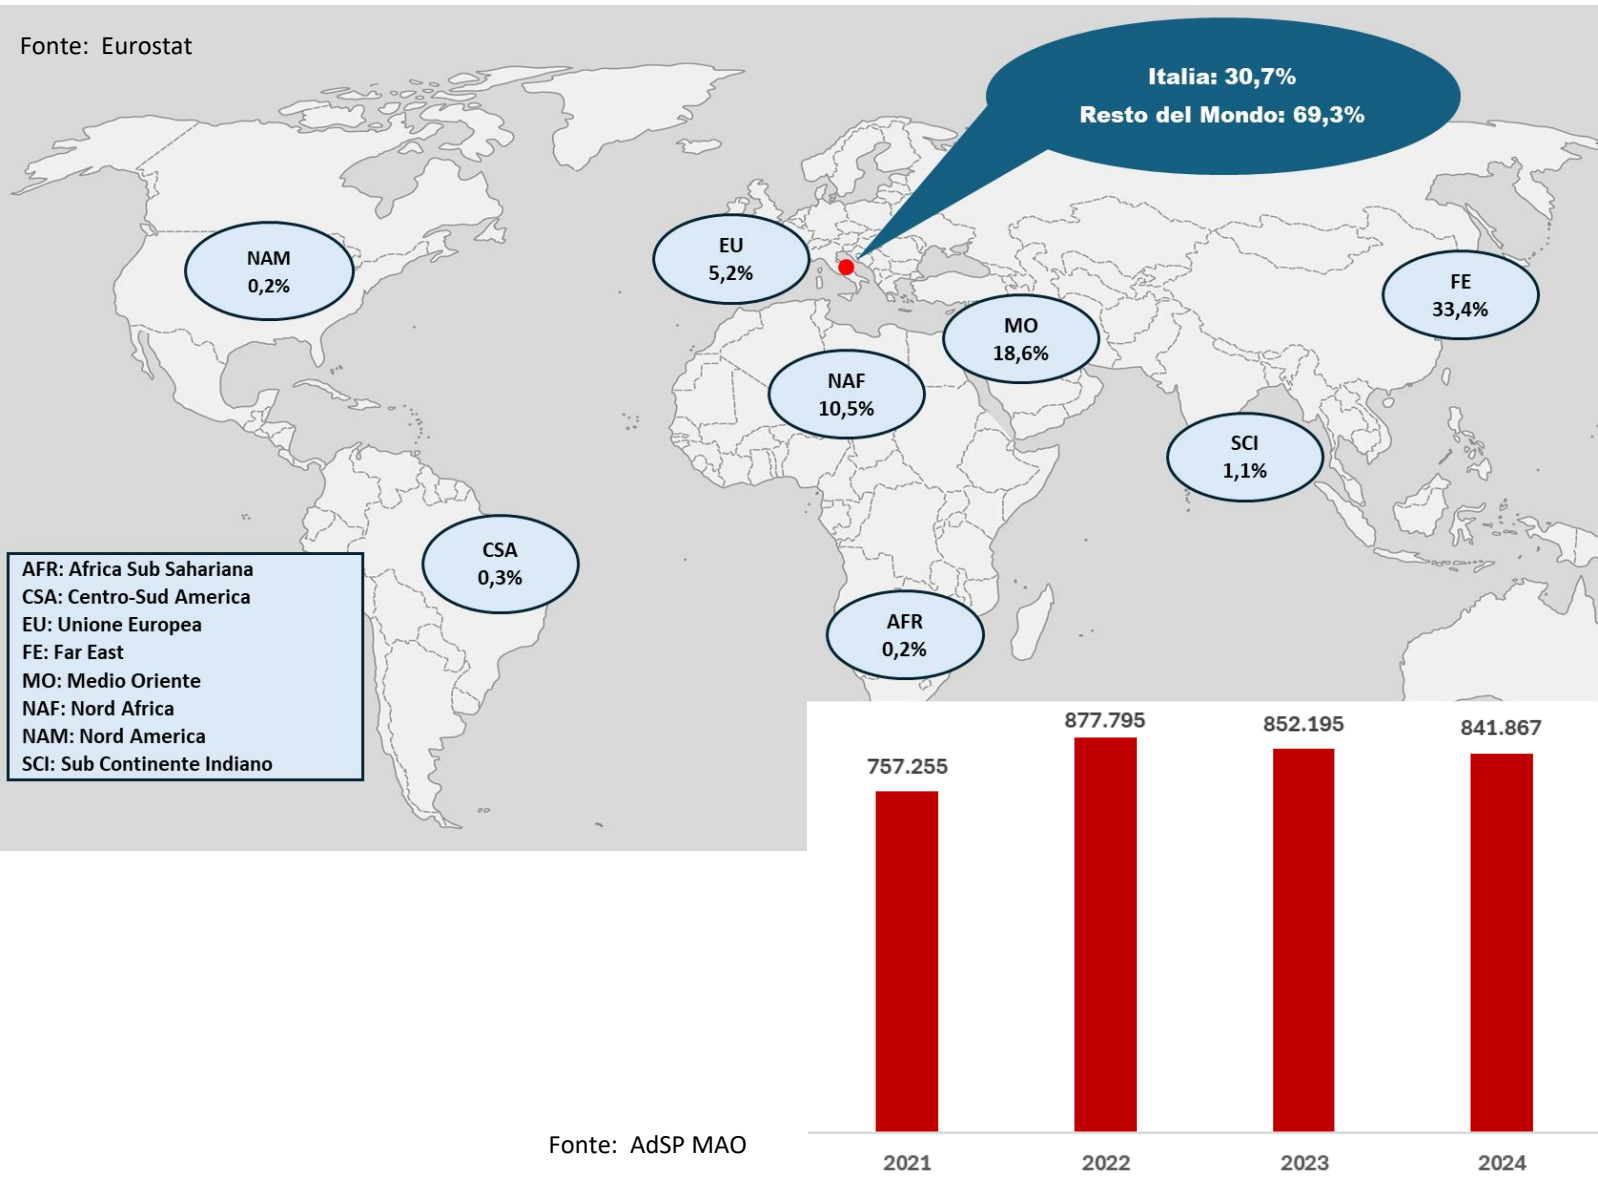 Fonte: Eurostat
Italia: 30,7%
Resto del Mondo: 69,3%
NAM
0,2%
EU
5,2%
FE
33,4%
MO
18,6%
NAF
10,5%
SCI
1,1%
CSA
0,3%
AFR
0,2%
AFR: Africa Sub Sahariana
CSA: Centro-Sud America
EU: Unione Europea
FE: Far East
MO: Medio Oriente
NAF: Nord Africa
NAM: Nord America
SCI: Sub Continente Indiano
757.255
877.795
852.195
841.867
2021
2022
2023
2024
Fonte: AdSP MAO